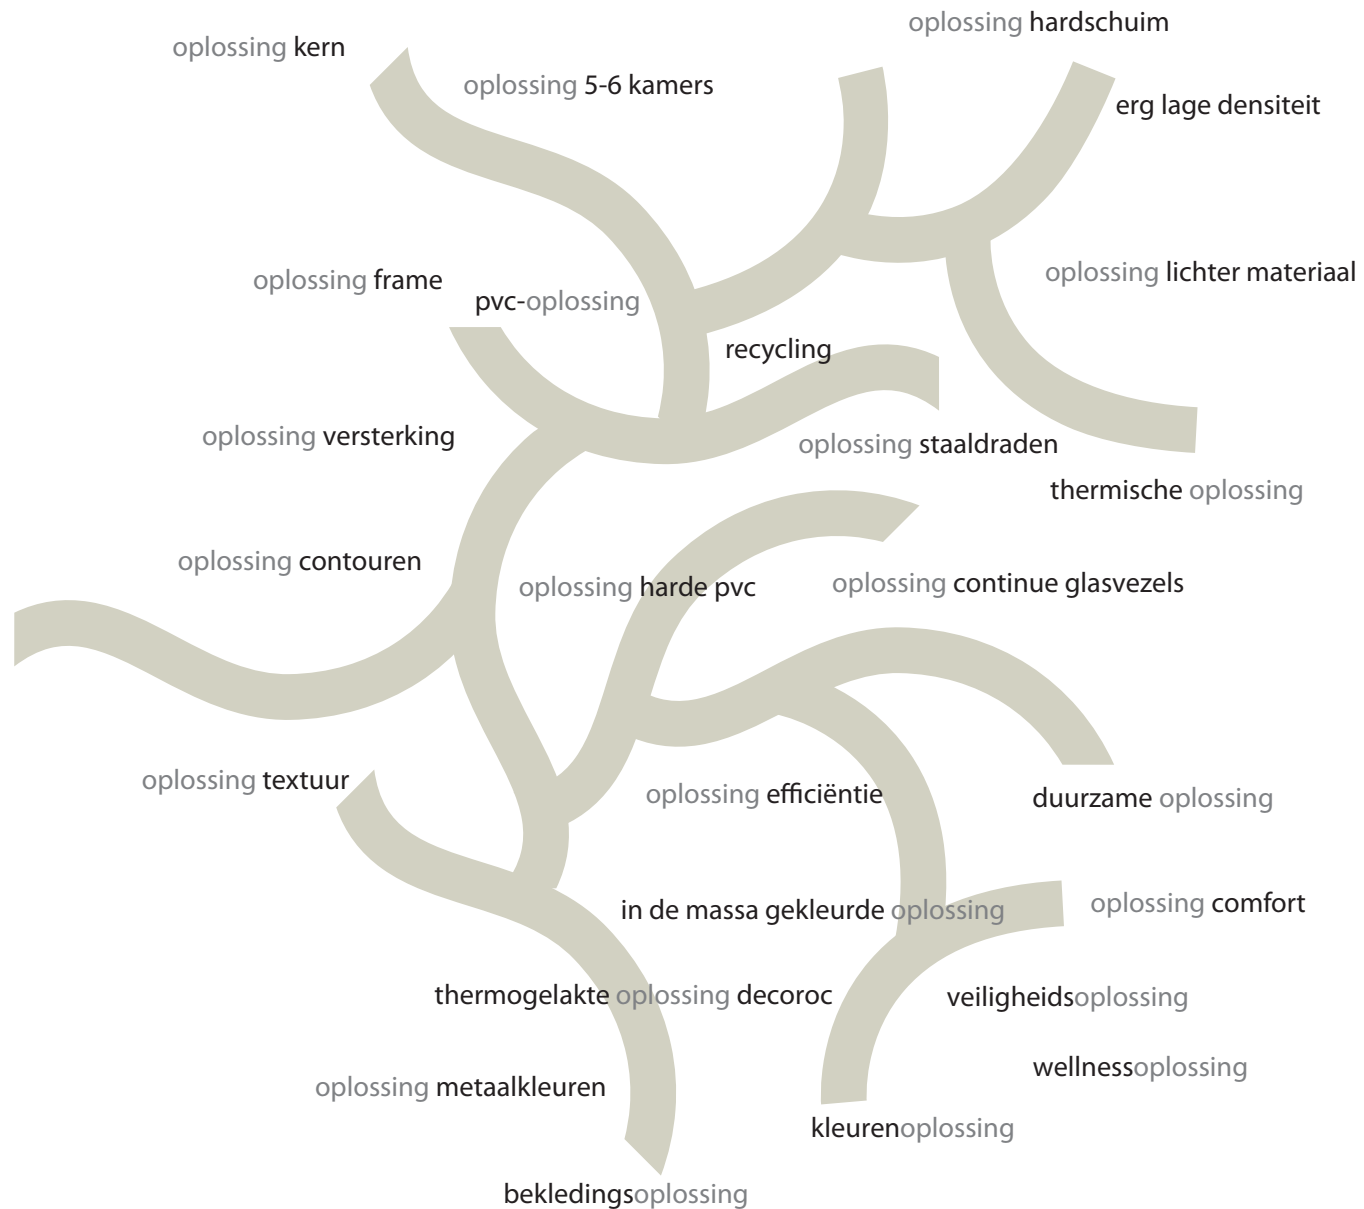 oplossing hardschuim
oplossing kern
oplossing 5-6 kamers
erg lage densiteit
oplossing lichter materiaal
oplossing frame
pvc-oplossing
recycling
oplossing versterking
oplossing staaldraden
thermische oplossing
oplossing contouren
oplossing harde pvc
oplossing continue glasvezels
oplossing textuur
oplossing efficiëntie
duurzame oplossing
in de massa gekleurde oplossing
oplossing comfort
thermogelakte oplossing decoroc
veiligheidsoplossing
wellnessoplossing
oplossing metaalkleuren
kleurenoplossing
bekledingsoplossing